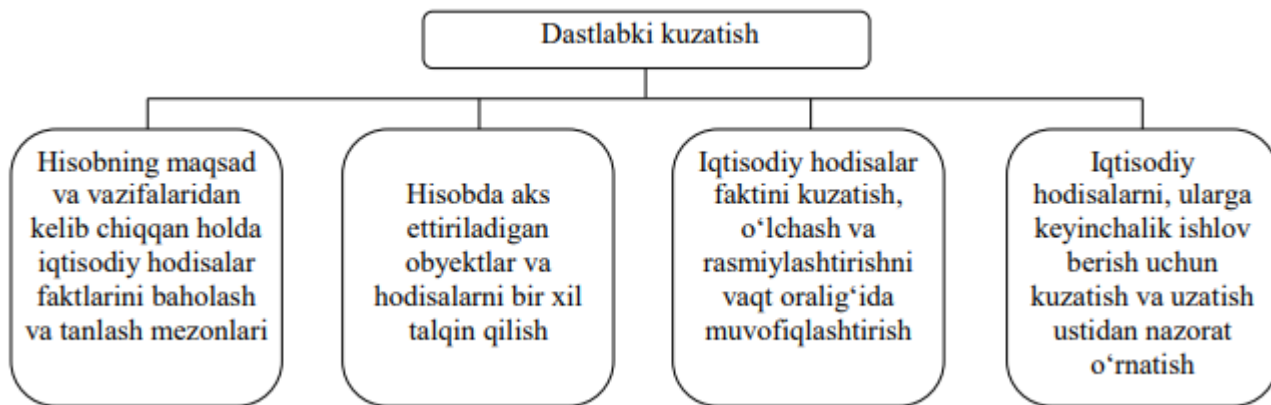 Dastlabki kuzatish
Hisobning maqsad
va vazifalaridan
kelib chiqqan holda
iqtisodiy hodisalar
faktlarini baholash
va tanlash mezonlari
Hisobda aks
ettiriladigan
obyektlar va
hodisalarni bir xil
talqin qilish
Iqtisodiy hodisalar
faktini kuzatish,
o‘lchash va
rasmiylashtirishni
vaqt oralig‘ida
muvofiqlashtirish
Iqtisodiy
hodisalarni, ularga
keyinchalik ishlov
berish uchun
kuzatish va uzatish
ustidan nazorat
o‘rnatish